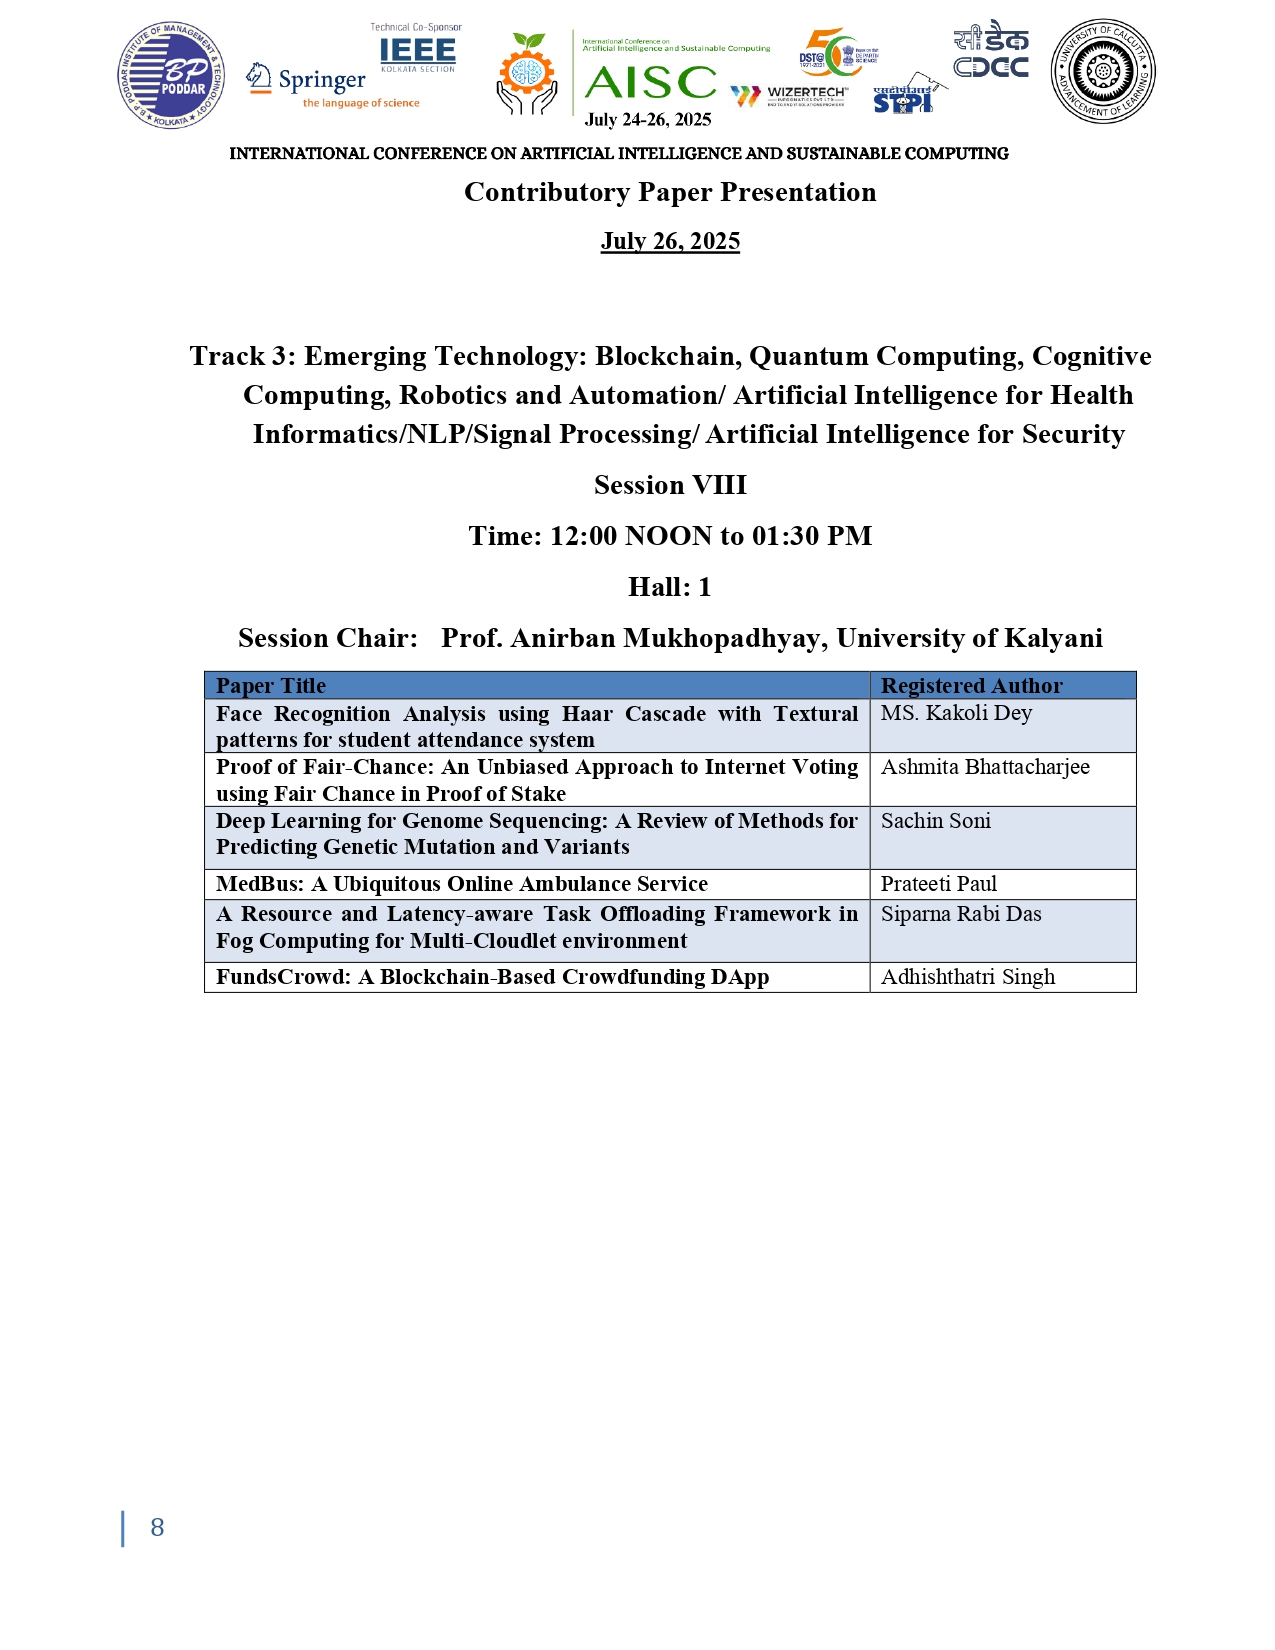 B.P. PODDAR INSTITUTE OF MANAGEMENT & TECHNOLOGY
★ KOLKATA ★
BP
PODDAR
Springer
the language of science
Technical Co-Sponsor
IEEE
KOLKATA SECTION
International Conference on
Artificial Intelligence and Sustainable Computing
AISC
July 24-26, 2025
50
DST@
1971-2021
WIZERTECH
एसटीपीआई
STPI
सी डैक
CDAC
UNIVERSITY OF CALCUTTA
ADVANCEMENT OF LEARNING
INTERNATIONAL CONFERENCE ON ARTIFICIAL INTELLIGENCE AND SUSTAINABLE COMPUTING
Contributory Paper Presentation
July 26, 2025
Track 3: Emerging Technology: Blockchain, Quantum Computing, Cognitive
Computing, Robotics and Automation/ Artificial Intelligence for Health
Informatics/NLP/Signal Processing/ Artificial Intelligence for Security
Session VIII
Time: 12:00 NOON to 01:30 PM
Hall: 1
Session Chair: Prof. Anirban Mukhopadhyay, University of Kalyani
Paper Title Registered Author
Face Recognition Analysis using Haar Cascade with Textural MS. Kakoli Dey
patterns for student attendance system
Proof of Fair-Chance: An Unbiased Approach to Internet Voting Ashmita Bhattacharjee
using Fair Chance in Proof of Stake
Deep Learning for Genome Sequencing: A Review of Methods for Sachin Soni
Predicting Genetic Mutation and Variants
MedBus: A Ubiquitous Online Ambulance Service Prateeti Paul
A Resource and Latency-aware Task Offloading Framework in Siparna Rabi Das
Fog Computing for Multi-Cloudlet environment
FundsCrowd: A Blockchain-Based Crowdfunding DApp Adhishthatri Singh
8